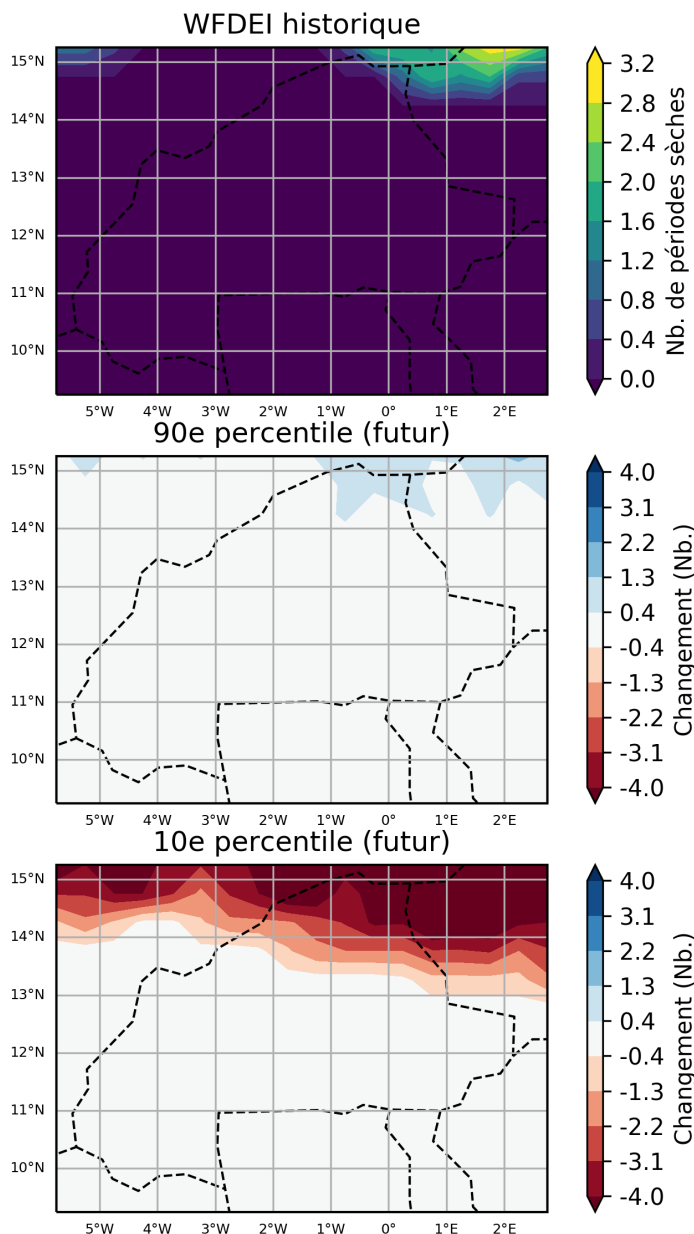 WFDEI historique
15°N
14°N
13°N
12°N
11°N
10°N
5°W 4°W 3°W 2°W 1°W 0° 1°E 2°E
3.2
2.8
2.4
2.0
1.6
1.2
0.8
0.4
0.0
Nb. de périodes sèches
90e percentile (futur)
15°N
14°N
13°N
12°N
11°N
10°N
5°W 4°W 3°W 2°W 1°W 0° 1°E 2°E
4.0
3.1
2.2
1.3
0.4
-0.4
-1.3
-2.2
-3.1
-4.0
Changement (Nb.)
10e percentile (futur)
15°N
14°N
13°N
12°N
11°N
10°N
5°W 4°W 3°W 2°W 1°W 0° 1°E 2°E
4.0
3.1
2.2
1.3
0.4
-0.4
-1.3
-2.2
-3.1
-4.0
Changement (Nb.)